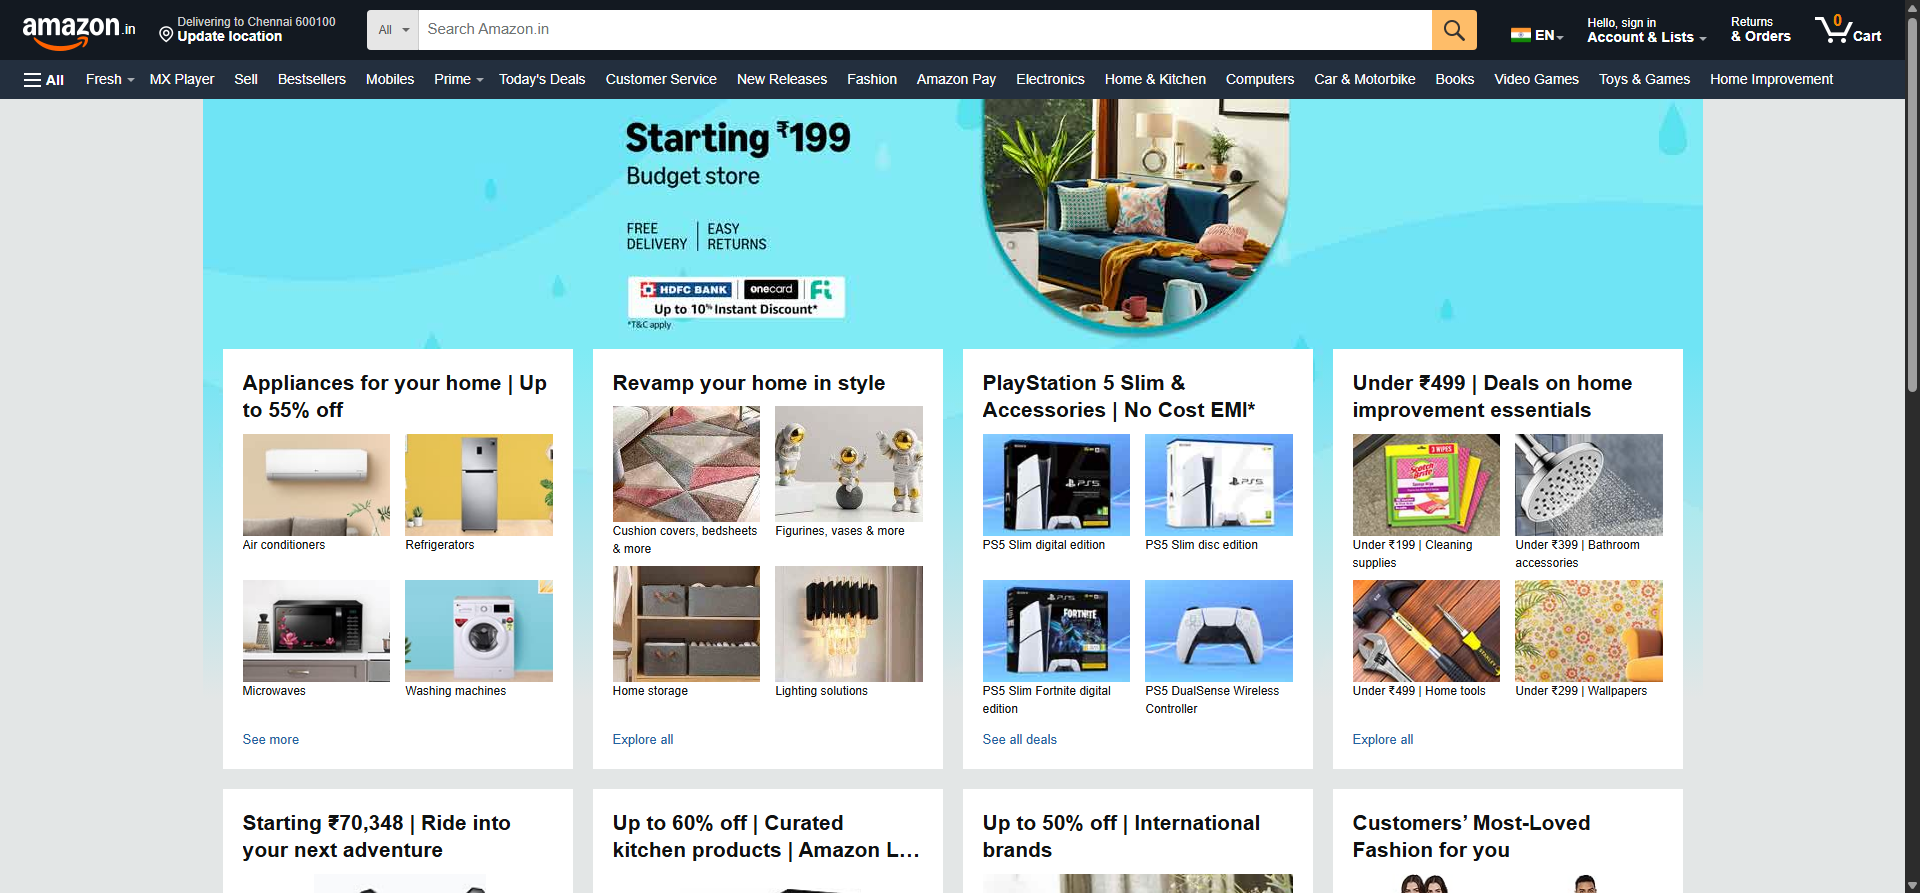 amazon.in
Delivering to Chennai 600100
Update location
All
Search Amazon.in
EN
Hello, sign in
Account & Lists
Returns
& Orders
0
Cart
All
Fresh
MX Player
Sell
Bestsellers
Mobiles
Prime
Today's Deals
Customer Service
New Releases
Fashion
Amazon Pay
Electronics
Home & Kitchen
Computers
Car & Motorbike
Books
Video Games
Toys & Games
Home Improvement
Starting ₹199
Budget store
FREE
DELIVERY
EASY
RETURNS
HDFC BANK
onecard
Fi
Up to 10% Instant Discount*
*T&C apply
Appliances for your home | Up
to 55% off
Air conditioners
Refrigerators
Microwaves
Washing machines
See more
Revamp your home in style
Cushion covers, bedsheets
& more
Figurines, vases & more
Home storage
Lighting solutions
Explore all
PlayStation 5 Slim &
Accessories | No Cost EMI*
PS5
PS5
PS5 Slim digital edition
PS5 Slim disc edition
PS5
FORTNITE
PS5 Slim Fortnite digital
edition
PS5 DualSense Wireless
Controller
See all deals
Under ₹499 | Deals on home
improvement essentials
3 WIPES
Scotch
Brite
Under ₹199 | Cleaning
supplies
Under ₹399 | Bathroom
accessories
STANLEY
Under ₹499 | Home tools
Under ₹299 | Wallpapers
Explore all
Starting ₹70,348 | Ride into
your next adventure
Up to 60% off | Curated
kitchen products | Amazon L...
Up to 50% off | International
brands
Customers’ Most-Loved
Fashion for you